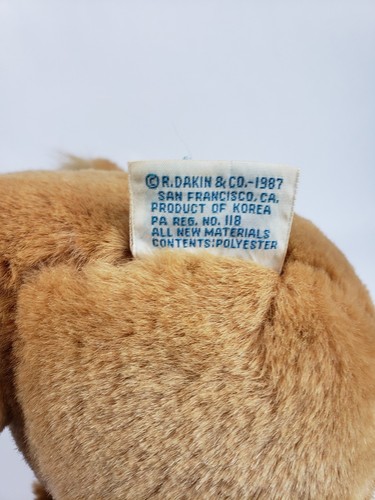 © R. DAKIN & CO.-1987
SAN FRANCISCO, CA.
PRODUCT OF KOREA
PA REG. NO. 118
ALL NEW MATERIALS
CONTENTS:POLYESTER